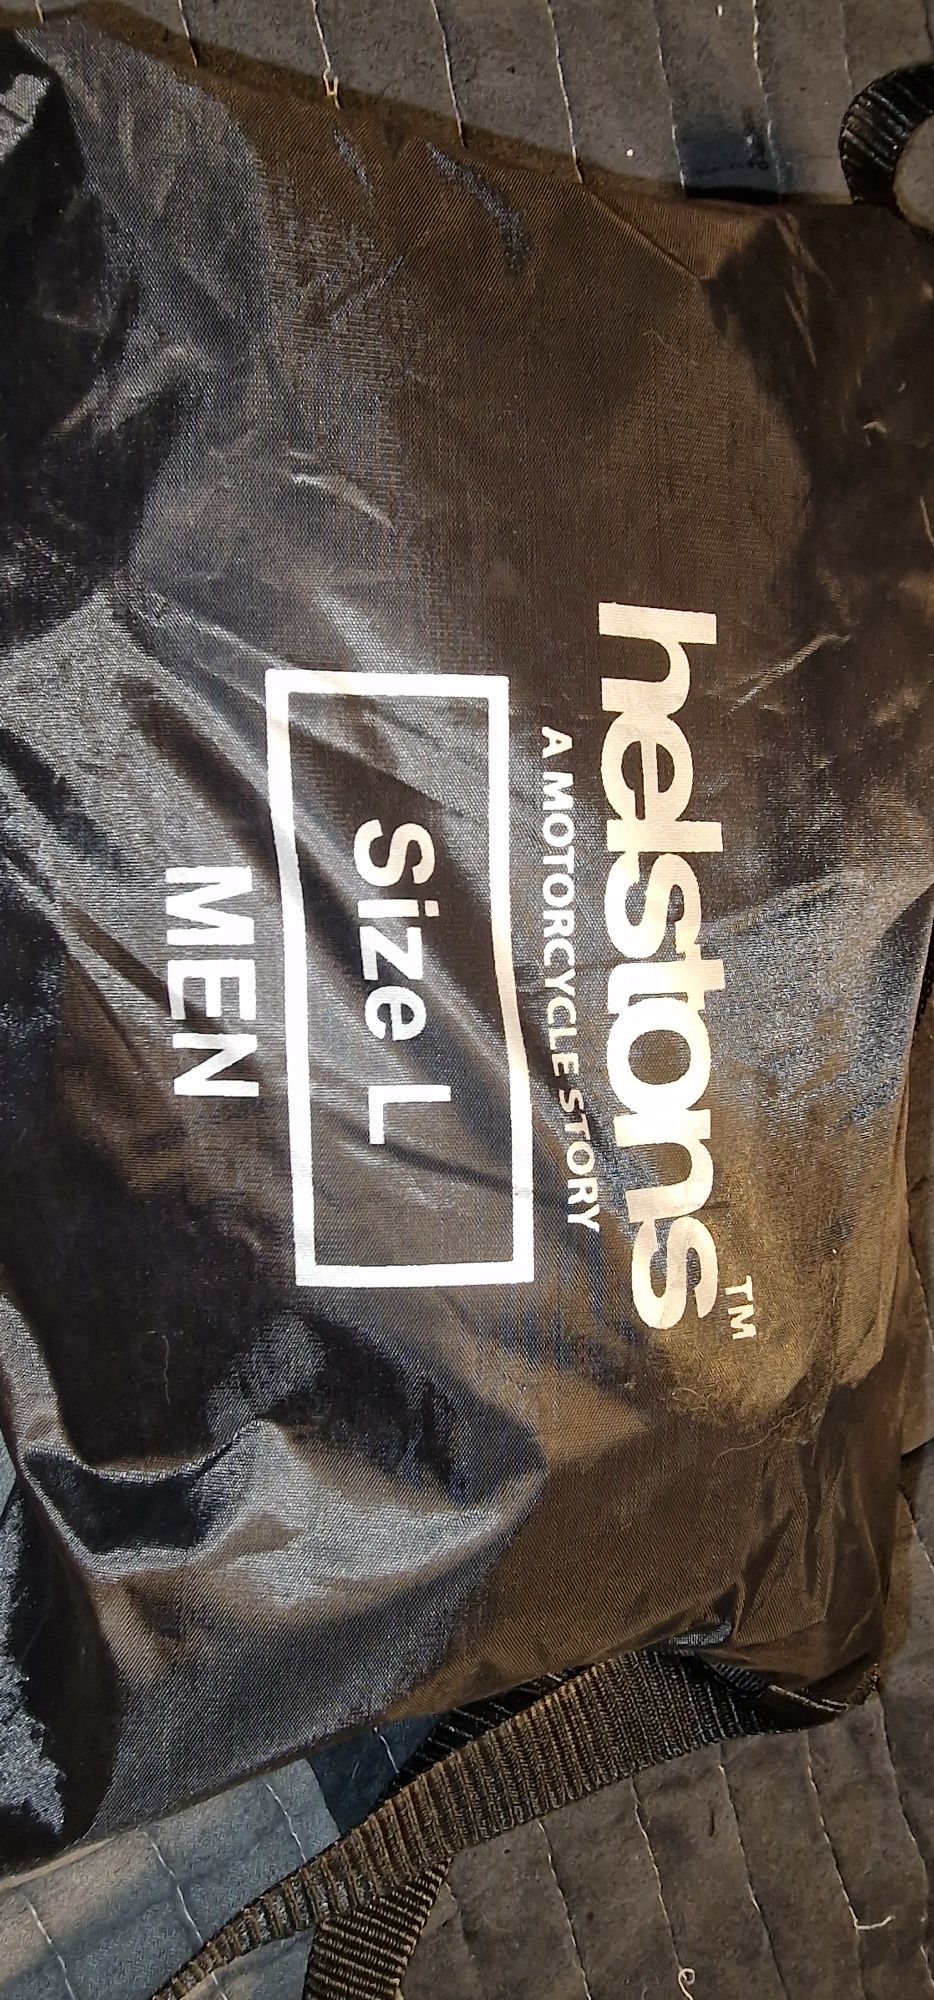 helstons™
A MOTORCYCLE STORY
Size L
MEN